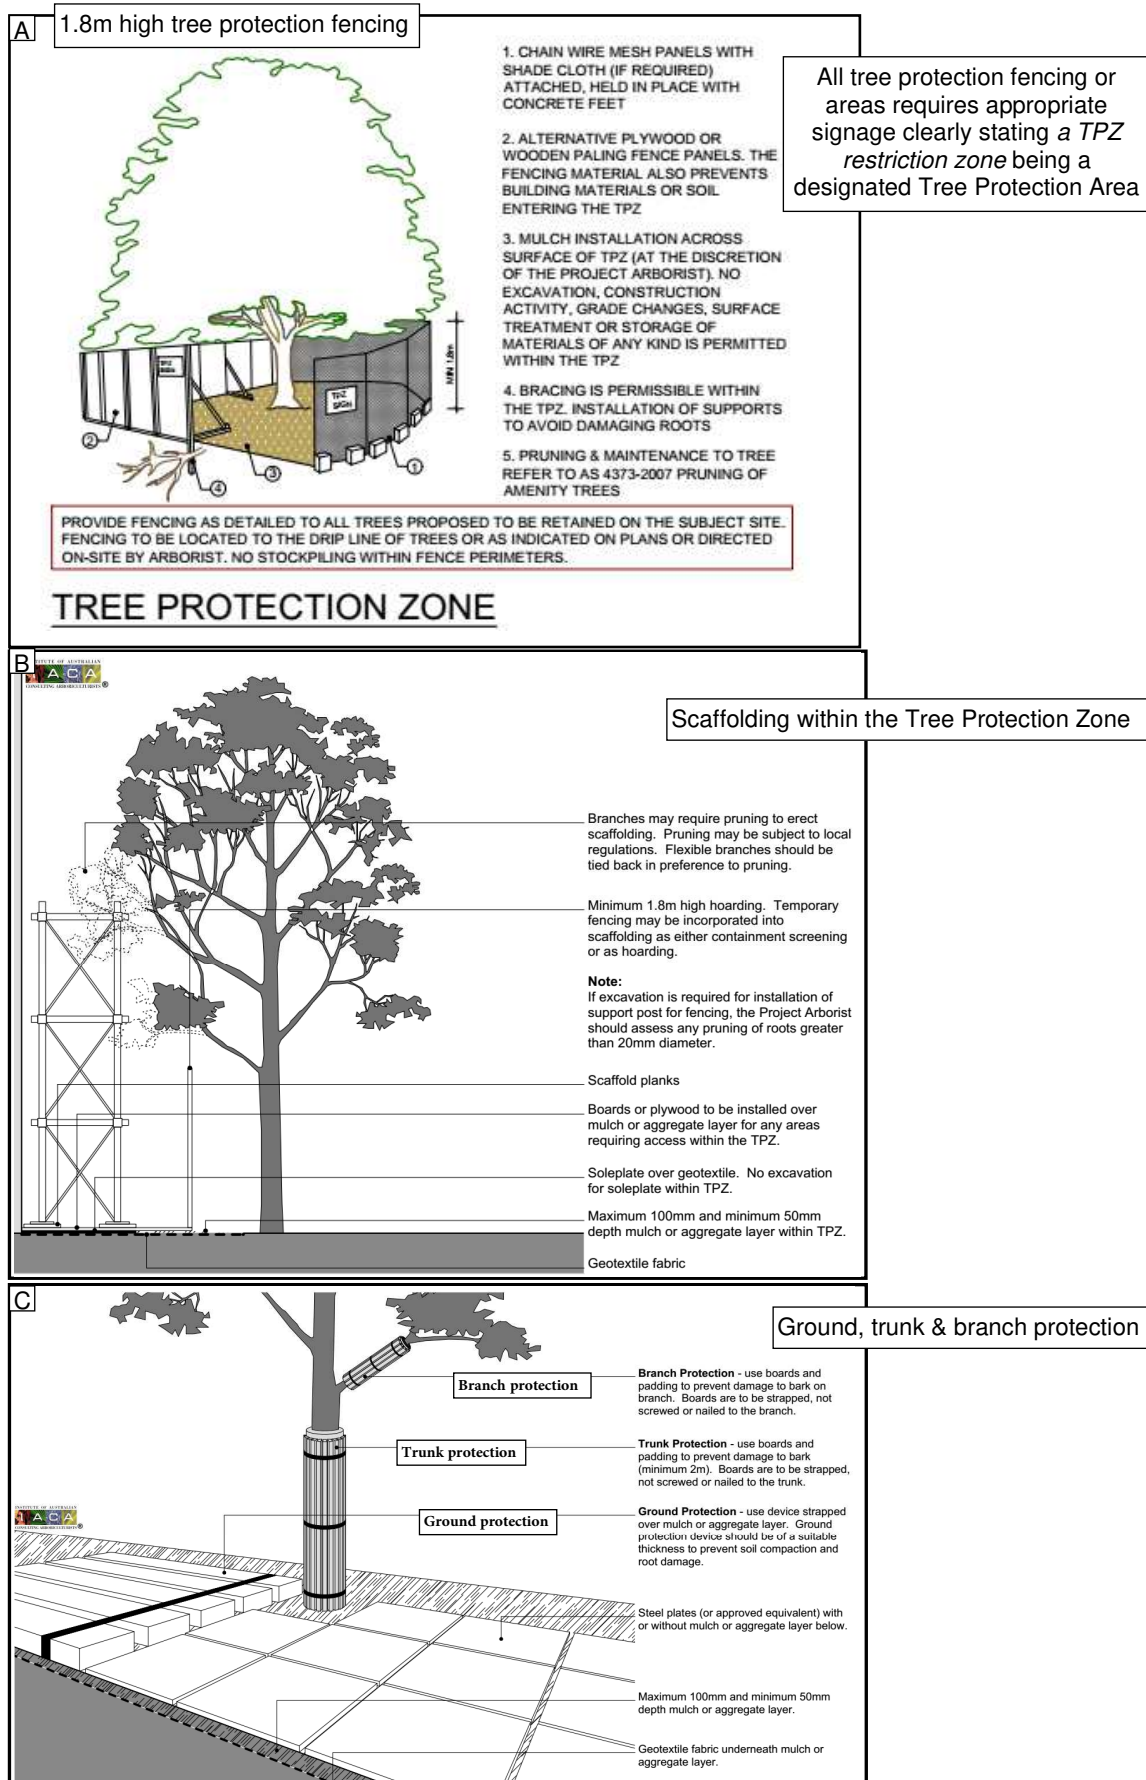 A
1.8m high tree protection fencing
1. CHAIN WIRE MESH PANELS WITH
SHADE CLOTH (IF REQUIRED)
ATTACHED, HELD IN PLACE WITH
CONCRETE FEET
2. ALTERNATIVE PLYWOOD OR
WOODEN PALING FENCE PANELS. THE
FENCING MATERIAL ALSO PREVENTS
BUILDING MATERIALS OR SOIL
ENTERING THE TPZ
3. MULCH INSTALLATION ACROSS
SURFACE OF TPZ (AT THE DISCRETION
OF THE PROJECT ARBORIST). NO
EXCAVATION, CONSTRUCTION
ACTIVITY, GRADE CHANGES, SURFACE
TREATMENT OR STORAGE OF
MATERIALS OF ANY KIND IS PERMITTED
WITHIN THE TPZ
4. BRACING IS PERMISSIBLE WITHIN
THE TPZ. INSTALLATION OF SUPPORTS
TO AVOID DAMAGING ROOTS
5. PRUNING & MAINTENANCE TO TREE
REFER TO AS 4373-2007 PRUNING OF
AMENITY TREES
All tree protection fencing or
areas requires appropriate
signage clearly stating a TPZ
restriction zone being a
designated Tree Protection Area
TPZ
SIGN
TPZ
SIGN
MIN 1.8m
2
3
1
4
PROVIDE FENCING AS DETAILED TO ALL TREES PROPOSED TO BE RETAINED ON THE SUBJECT SITE.
FENCING TO BE LOCATED TO THE DRIP LINE OF TREES OR AS INDICATED ON PLANS OR DIRECTED
ON-SITE BY ARBORIST. NO STOCKPILING WITHIN FENCE PERIMETERS.
TREE PROTECTION ZONE
B
INSTITUTE OF AUSTRALIAN
IACA
CONSULTING ARBORICULTURISTS ®
Scaffolding within the Tree Protection Zone
Branches may require pruning to erect
scaffolding. Pruning may be subject to local
regulations. Flexible branches should be
tied back in preference to pruning.
Minimum 1.8m high hoarding. Temporary
fencing may be incorporated into
scaffolding as either containment screening
or as hoarding.
Note:
If excavation is required for installation of
support post for fencing, the Project Arborist
should assess any pruning of roots greater
than 20mm diameter.
Scaffold planks
Boards or plywood to be installed over
mulch or aggregate layer for any areas
requiring access within the TPZ.
Soleplate over geotextile. No excavation
for soleplate within TPZ.
Maximum 100mm and minimum 50mm
depth mulch or aggregate layer within TPZ.
Geotextile fabric
C
Ground, trunk & branch protection
Branch protection
Branch Protection - use boards and
padding to prevent damage to bark on
branch. Boards are to be strapped, not
screwed or nailed to the branch.
Trunk protection
Trunk Protection - use boards and
padding to prevent damage to bark
(minimum 2m). Boards are to be strapped,
not screwed or nailed to the trunk.
INSTITUTE OF AUSTRALIAN
IACA
CONSULTING ARBORICULTURISTS ®
Ground protection
Ground Protection - use device strapped
over mulch or aggregate layer. Ground
protection device should be of a suitable
thickness to prevent soil compaction and
root damage.
Steel plates (or approved equivalent) with
or without mulch or aggregate layer below.
Maximum 100mm and minimum 50mm
depth mulch or aggregate layer.
Geotextile fabric underneath mulch or
aggregate layer.